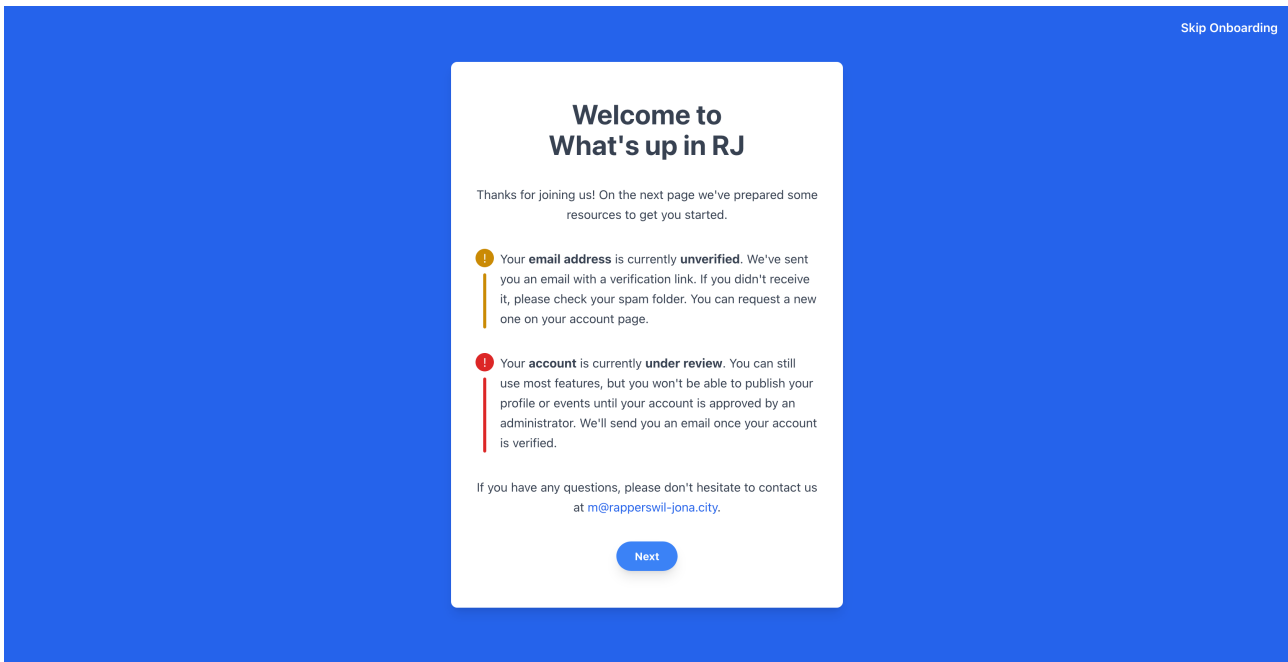 Skip Onboarding
Welcome to
What's up in RJ
Thanks for joining us! On the next page we've prepared some
resources to get you started.
! Your email address is currently unverified. We've sent
you an email with a verification link. If you didn't receive
it, please check your spam folder. You can request a new
one on your account page.
! Your account is currently under review. You can still
use most features, but you won't be able to publish your
profile or events until your account is approved by an
administrator. We'll send you an email once your account
is verified.
If you have any questions, please don't hesitate to contact us
at m@rapperswil-jona.city.
Next